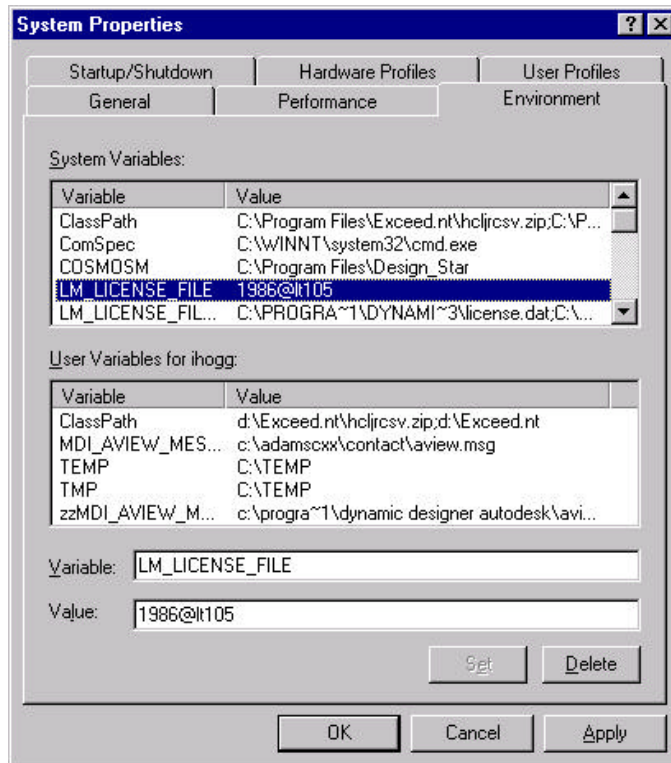 System Properties
Startup/Shutdown Hardware Profiles User Profiles
General Performance Environment
System Variables:
Variable Value
ClassPath C:\Program Files\Exceed.nt\hcljrcsv.zip;C:\P...
ComSpec C:\WINNT\system32\cmd.exe
COSMOSM C:\Program Files\Design_Star
LM_LICENSE_FILE 1986@lt105
LM_LICENSE_FIL... C:\PROGRA~1\DYNAMI~3\license.dat;C:\...
User Variables for ihogg:
Variable Value
ClassPath d:\Exceed.nt\hcljrcsv.zip;d:\Exceed.nt
MDI_AVIEW_MES... c:\adamscxx\contact\aview.msg
TEMP C:\TEMP
TMP C:\TEMP
zzMDI_AVIEW_M... c:\progra~1\dynamic designer autodesk\avi...
Variable: LM_LICENSE_FILE
Value: 1986@lt105
Set Delete
OK Cancel Apply